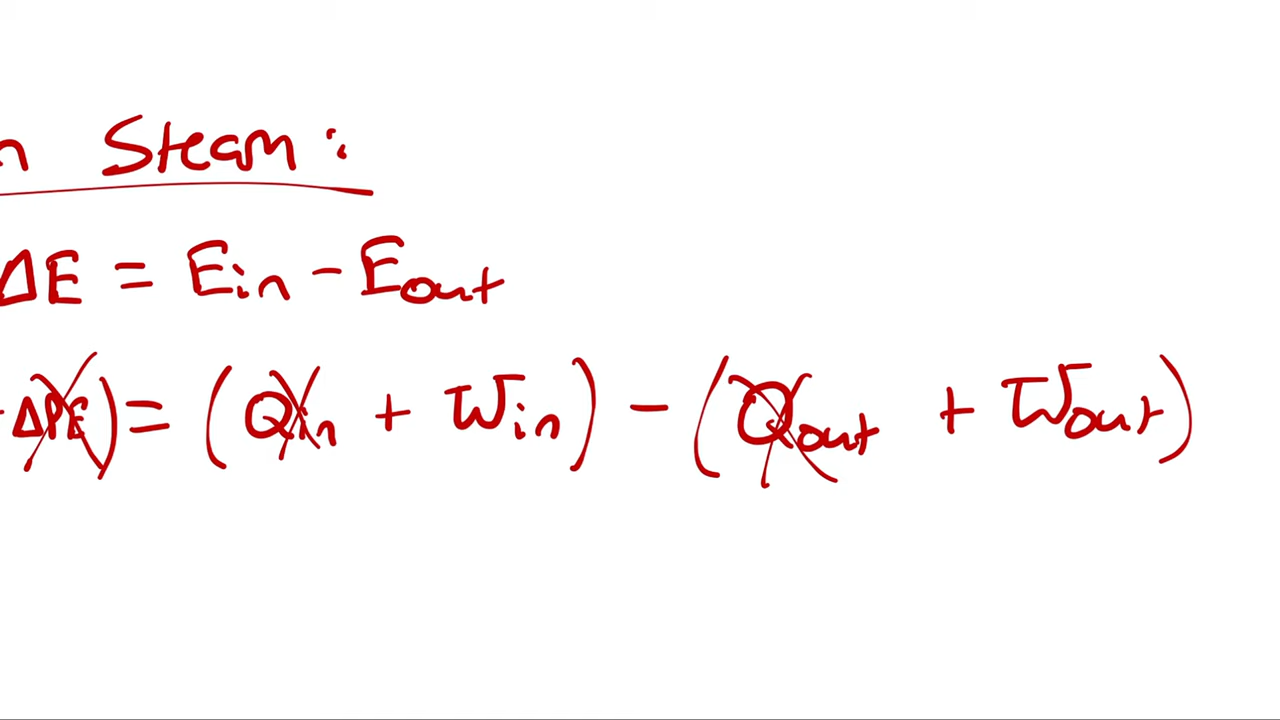 n Steam:
ΔE = Ein - Eout
ΔPE) = (Qin + Win) - (Qout + Wout)